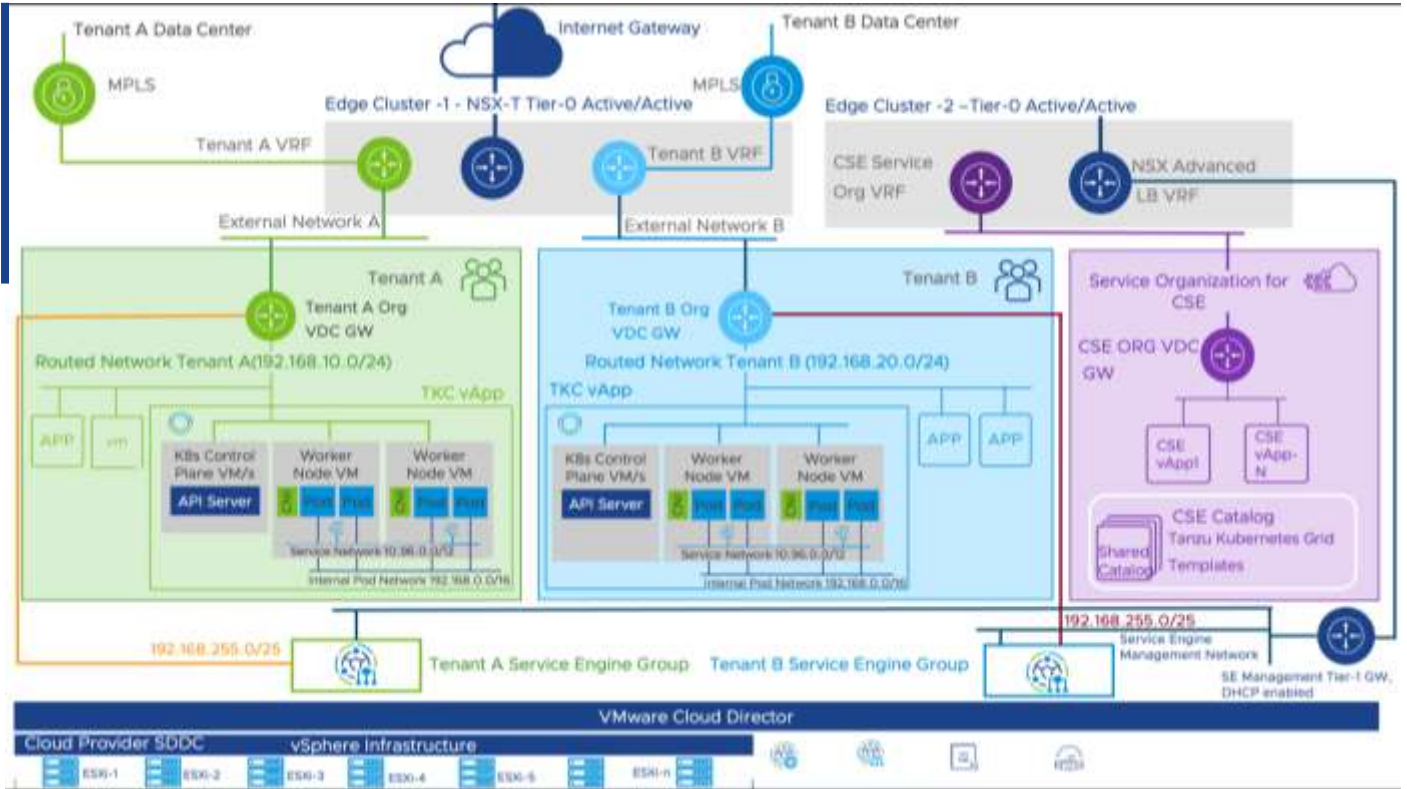 Tenant A Data Center
Internet Gateway
Tenant B Data Center
MPLS
MPLS
Edge Cluster -1 - NSX-T Tier-0 Active/Active
Edge Cluster -2 –Tier-0 Active/Active
Tenant A VRF
Tenant B VRF
CSE Service
Org VRF
NSX Advanced
LB VRF
External Network A
External Network B
Tenant A
Tenant A Org
VDC GW
Routed Network Tenant A(192.168.10.0/24)
TKC vApp
APP
vm
K8s Control
Plane VM/s
API Server
Worker
Node VM
Pod
Pod
Worker
Node VM
Pod
Pod
Service Network 10.96.0.0/12
Internal Pod Network 192.168.0.0/16
Tenant B
Tenant B Org
VDC GW
Routed Network Tenant B (192.168.20.0/24)
TKC vApp
K8s Control
Plane VM/s
API Server
Worker
Node VM
Pod
Pod
Worker
Node VM
Pod
Pod
APP
APP
Service Network 10.96.0.0/12
Internal Pod Network 192.168.0.0/16
Service Organization for
CSE
CSE ORG VDC
GW
CSE
vApp1
CSE
vApp-
N
CSE Catalog
Tanzu Kubernetes Grid
Templates
Shared
Catalog
192.168.255.0/25
Tenant A Service Engine Group
Tenant B Service Engine Group
192.168.255.0/25
Service Engine
Management Network
SE Management Tier-1 GW,
DHCP enabled
VMware Cloud Director
Cloud Provider SDDC
vSphere Infrastructure
ESXi-1
ESXi-2
ESXi-3
ESXi-4
ESXi-5
ESXi-n